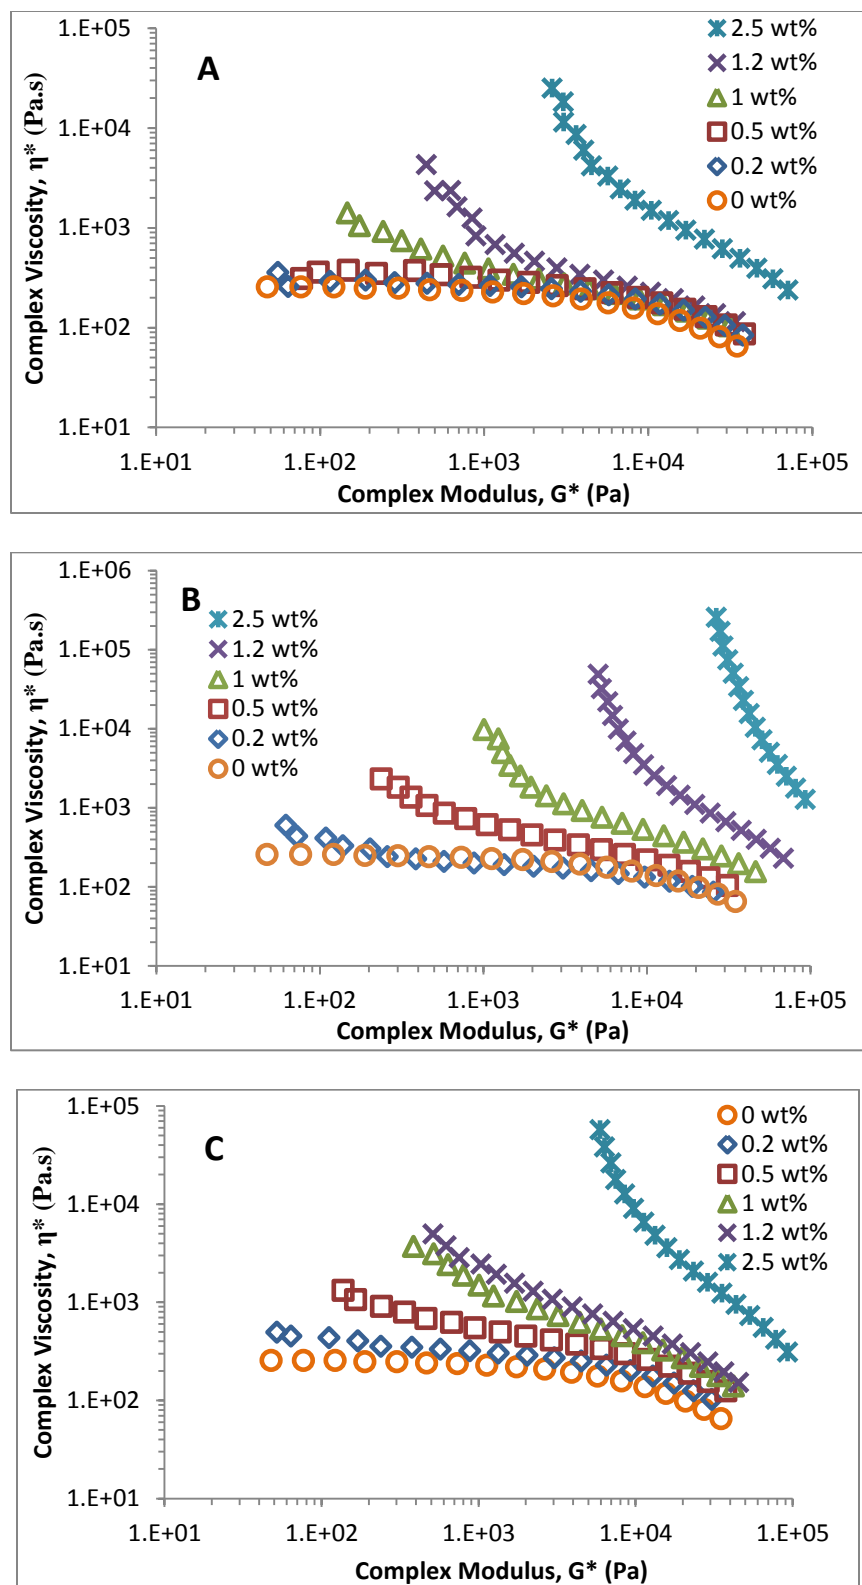 A
2.5 wt%
1.2 wt%
1 wt%
0.5 wt%
0.2 wt%
0 wt%
Complex Viscosity, η* (Pa.s)
1.E+05
1.E+04
1.E+03
1.E+02
1.E+01
1.E+01 1.E+02 1.E+03 1.E+04 1.E+05
Complex Modulus, G* (Pa)
B
2.5 wt%
1.2 wt%
1 wt%
0.5 wt%
0.2 wt%
0 wt%
Complex Viscosity, η* (Pa.s)
1.E+06
1.E+05
1.E+04
1.E+03
1.E+02
1.E+01
1.E+01 1.E+02 1.E+03 1.E+04 1.E+05
Complex Modulus, G* (Pa)
C
0 wt%
0.2 wt%
0.5 wt%
1 wt%
1.2 wt%
2.5 wt%
Complex Viscosity, η* (Pa.s)
1.E+05
1.E+04
1.E+03
1.E+02
1.E+01
1.E+01 1.E+02 1.E+03 1.E+04 1.E+05
Complex Modulus, G* (Pa)